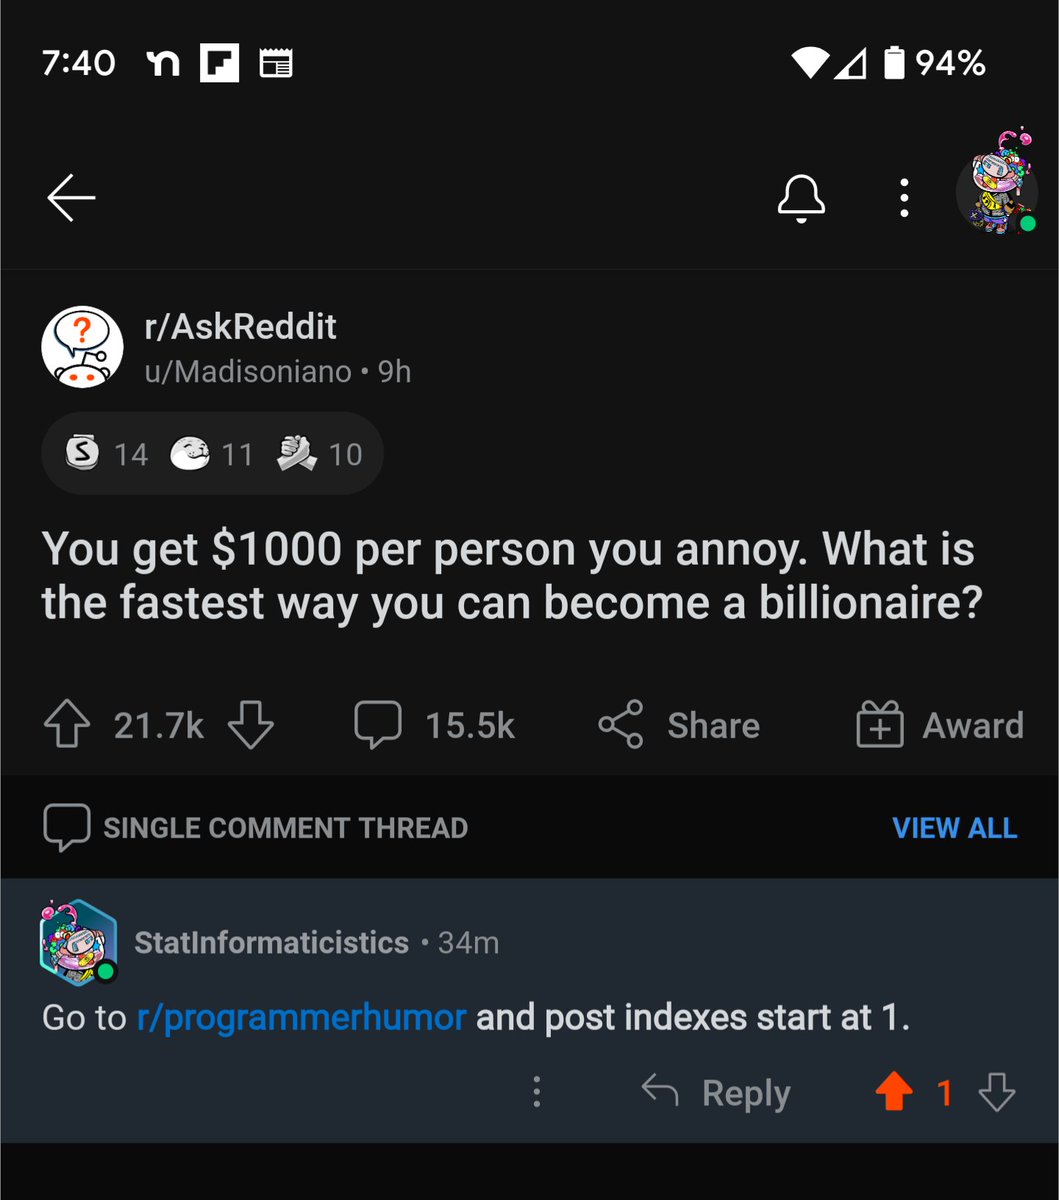 7:40 94%
r/AskReddit
u/Madisoniano • 9h
S 14 11 10
You get $1000 per person you annoy. What is
the fastest way you can become a billionaire?
21.7k 15.5k Share Award
SINGLE COMMENT THREAD VIEW ALL
StatInformaticistics • 34m
Go to r/programmerhumor and post indexes start at 1.
Reply 1